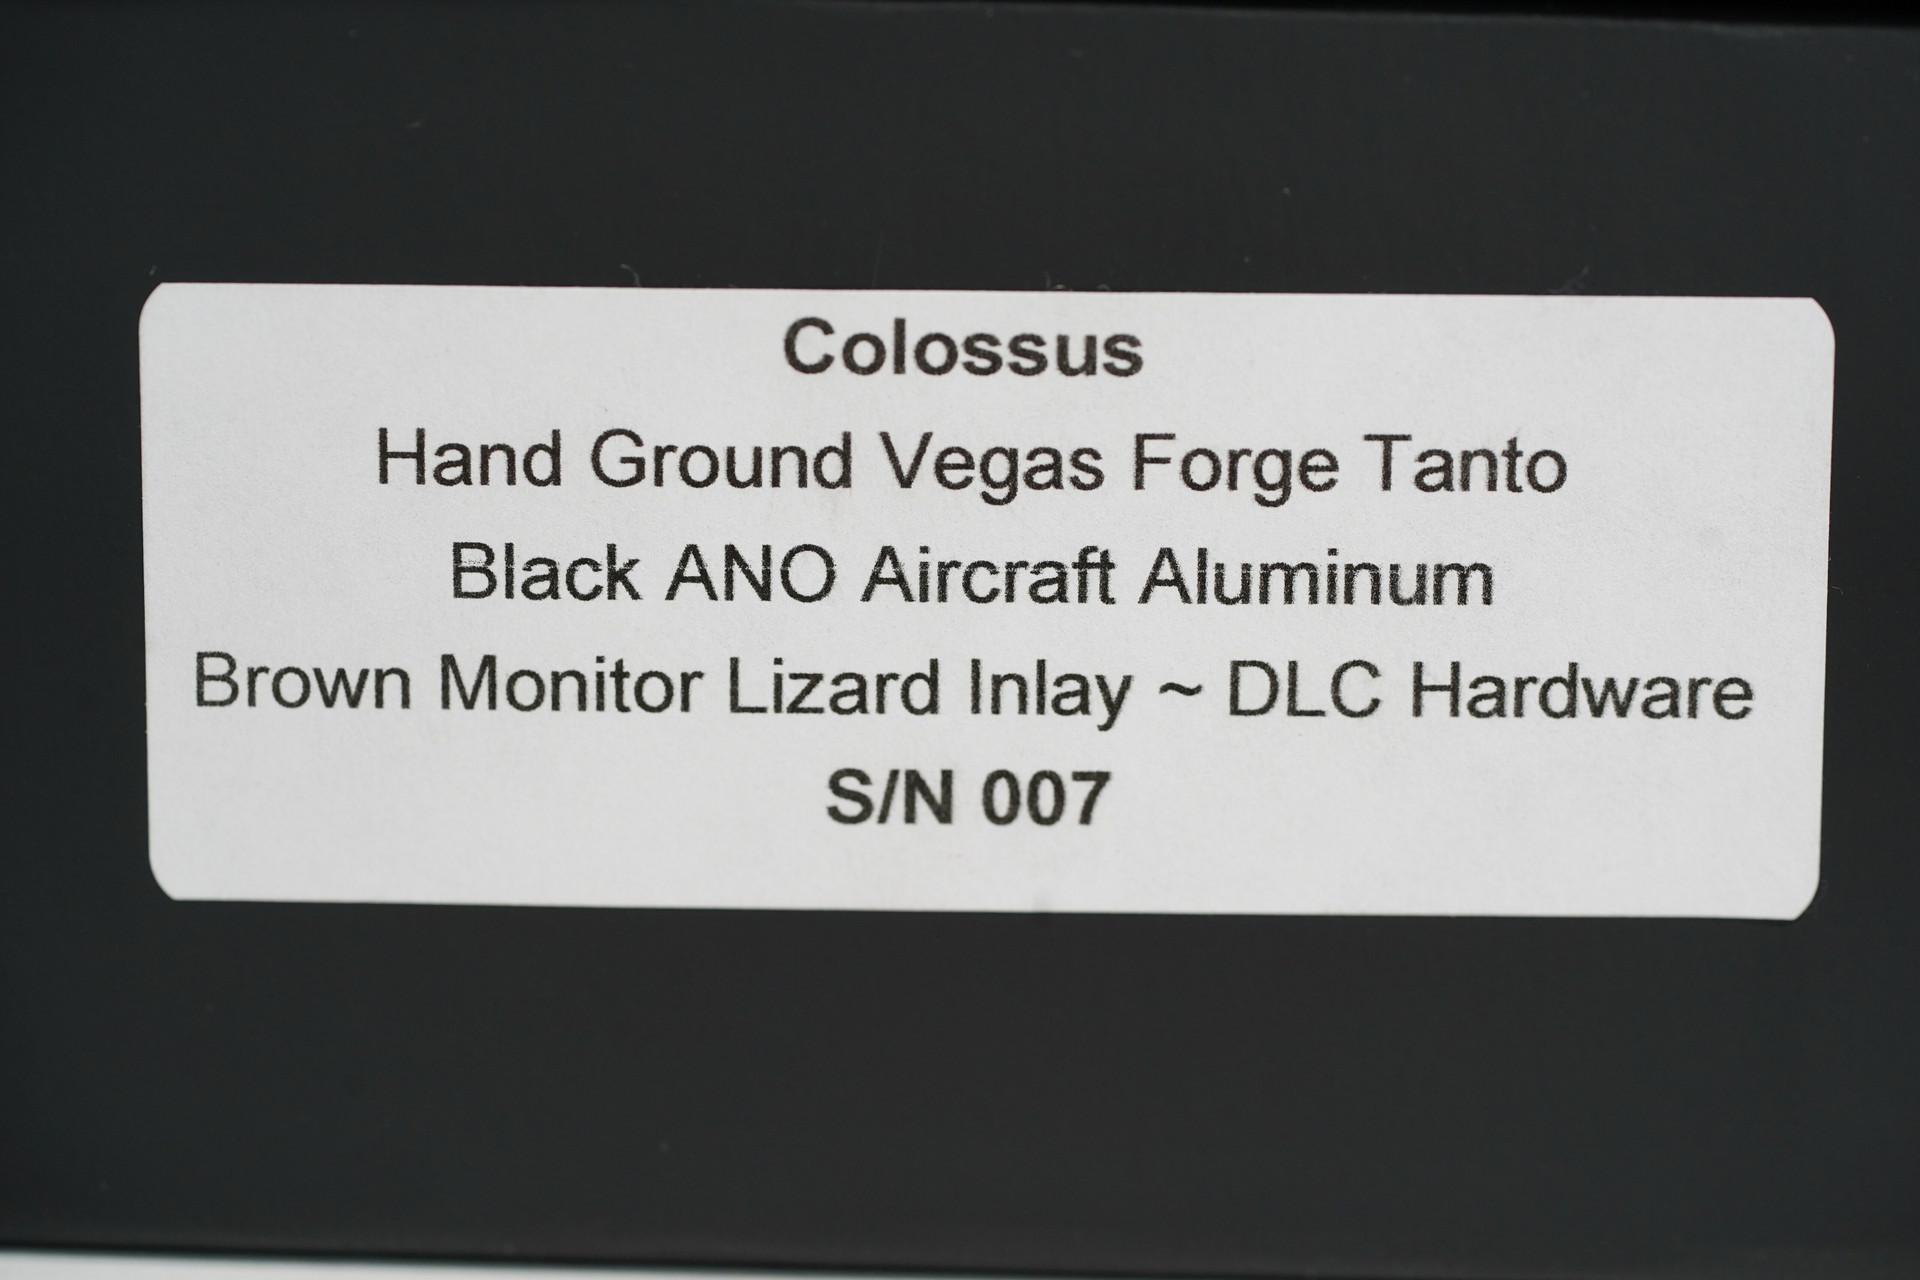 Colossus
Hand Ground Vegas Forge Tanto
Black ANO Aircraft Aluminum
Brown Monitor Lizard Inlay ~ DLC Hardware
S/N 007